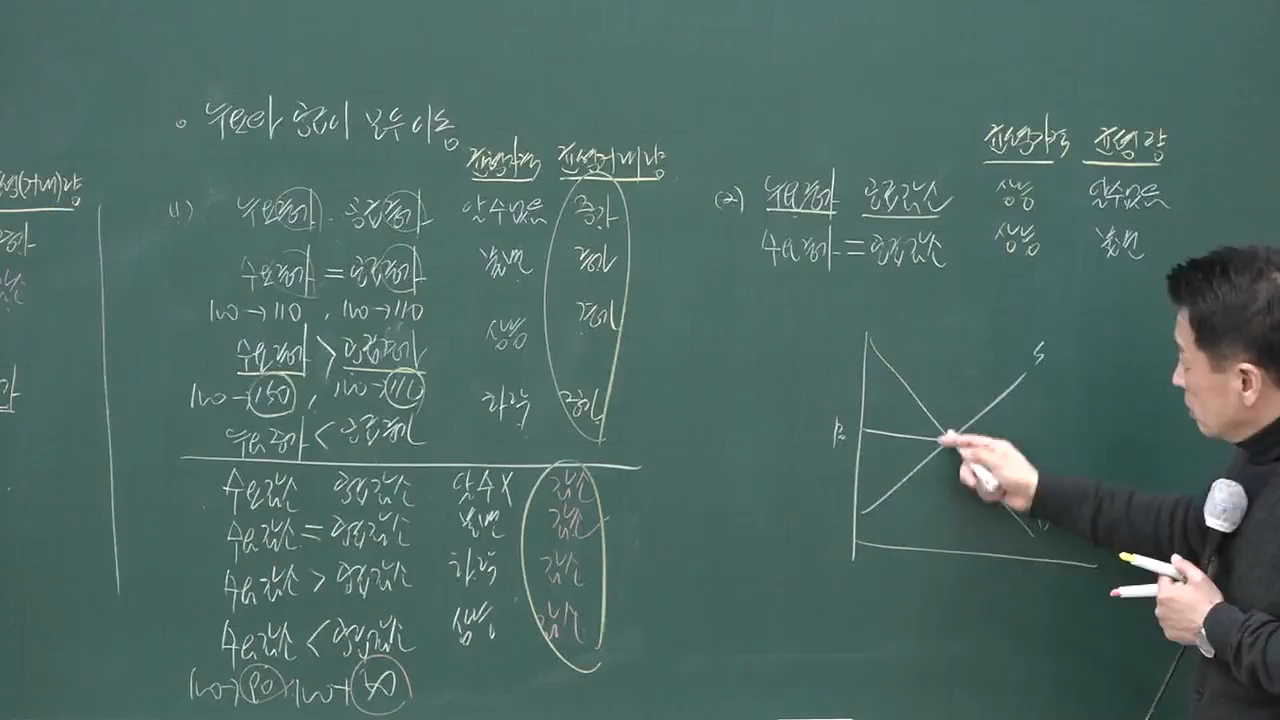 수요와 공급이 모두 이동
균형가격 균형거래량
(1) 수요증가. 공급증가 알수없음 증가
수요증가 = 공급증가 불변 증가
100→110, 100→110
수요증가 > 공급증가 상승 증가
100→150, 100→
수요증가 < 공급증가 하락 증가
수요감소 공급감소 알수X 감소
수요감소 = 공급감소 불변 감소
수요감소 > 공급감소 하락 감소
수요감소 < 공급감소 상승 감소
100→90
균형가격 균형량
(2) 수요증가 공급감소 상승 알수없음
수요증가 = 공급감소 상승 불변
S